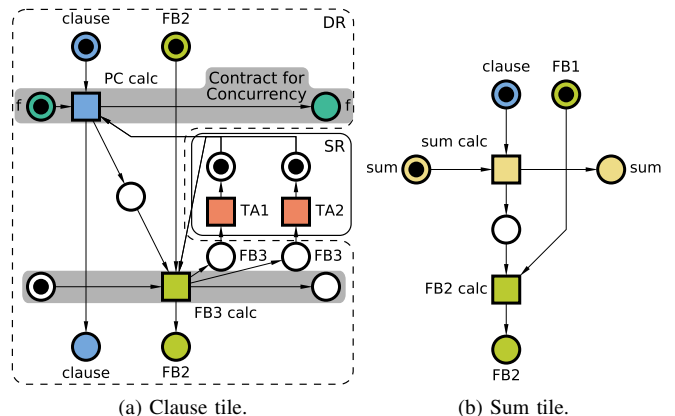 clause FB2 DR
PC calc Contract for
Concurrency
f f
SR
TA1 TA2
FB3 FB3
FB3 calc
clause FB2
(a) Clause tile.
clause FB1
sum calc
sum sum
FB2 calc
FB2
(b) Sum tile.